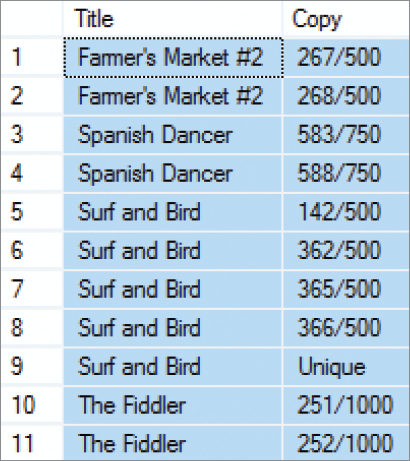 Title Copy
1 Farmer's Market #2 267/500
2 Farmer's Market #2 268/500
3 Spanish Dancer 583/750
4 Spanish Dancer 588/750
5 Surf and Bird 142/500
6 Surf and Bird 362/500
7 Surf and Bird 365/500
8 Surf and Bird 366/500
9 Surf and Bird Unique
10 The Fiddler 251/1000
11 The Fiddler 252/1000